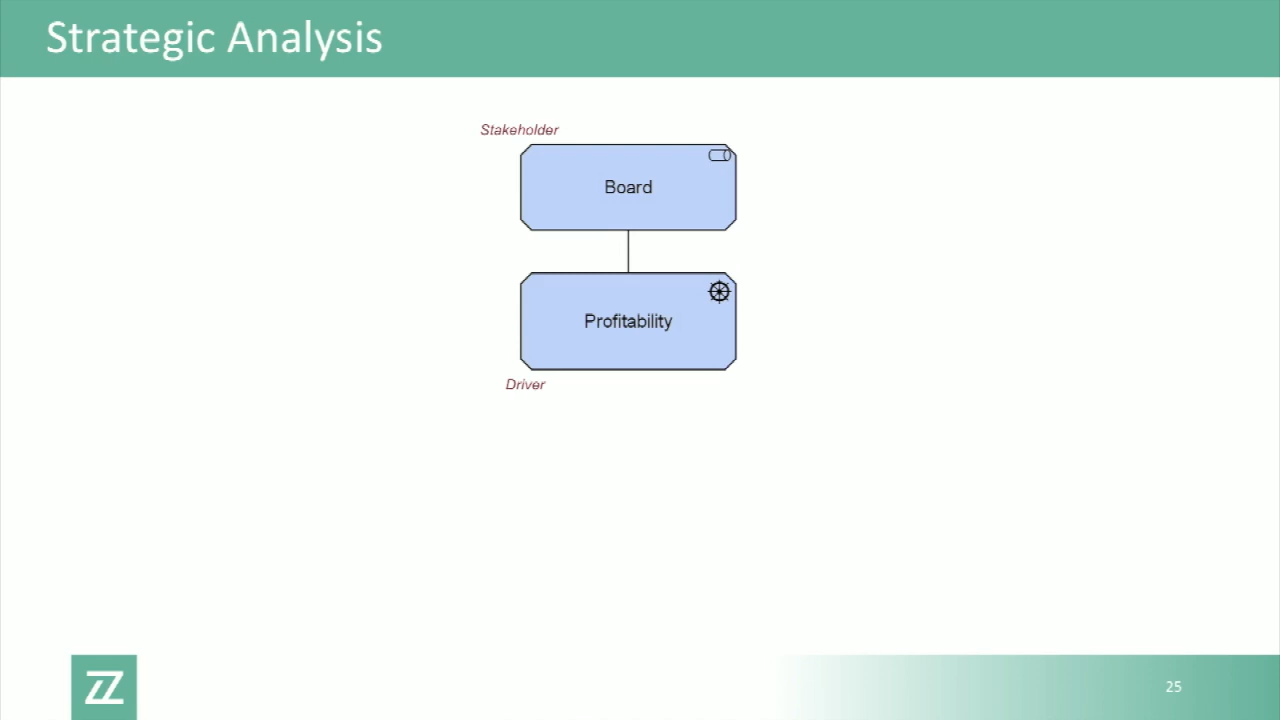 Strategic Analysis
Stakeholder
Board
Profitability
Driver
ZZ
25